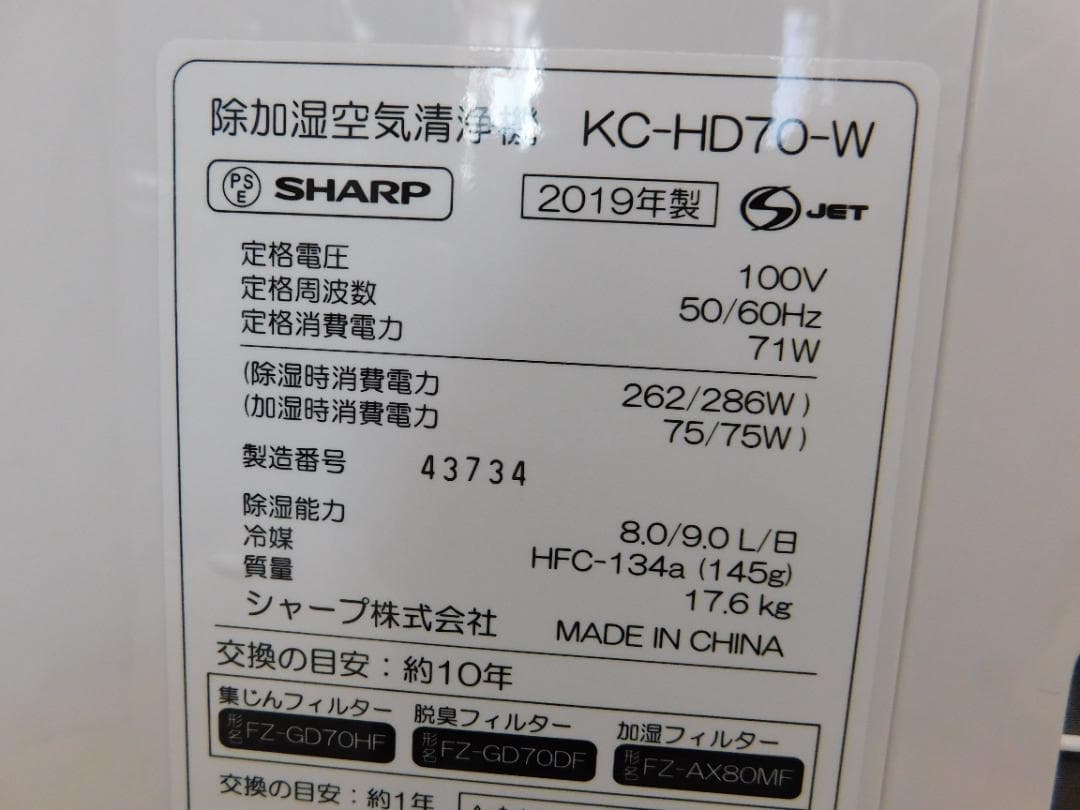 除加湿空気清浄機 KC-HD70-W
PSE SHARP 2019年製 S JET
定格電圧 100V
定格周波数 50/60Hz
定格消費電力 71W
(除湿時消費電力 262/286W)
(加湿時消費電力 75/75W)
製造番号 43734
除湿能力 8.0/9.0 L/日
冷媒 HFC-134a (145g)
質量 17.6 kg
シャープ株式会社 MADE IN CHINA
交換の目安：約10年
集じんフィルター 脱臭フィルター 加湿フィルター
形名 FZ-GD70HF 形名 FZ-GD70DF 形名 FZ-AX80MF
交換の目安：約1年